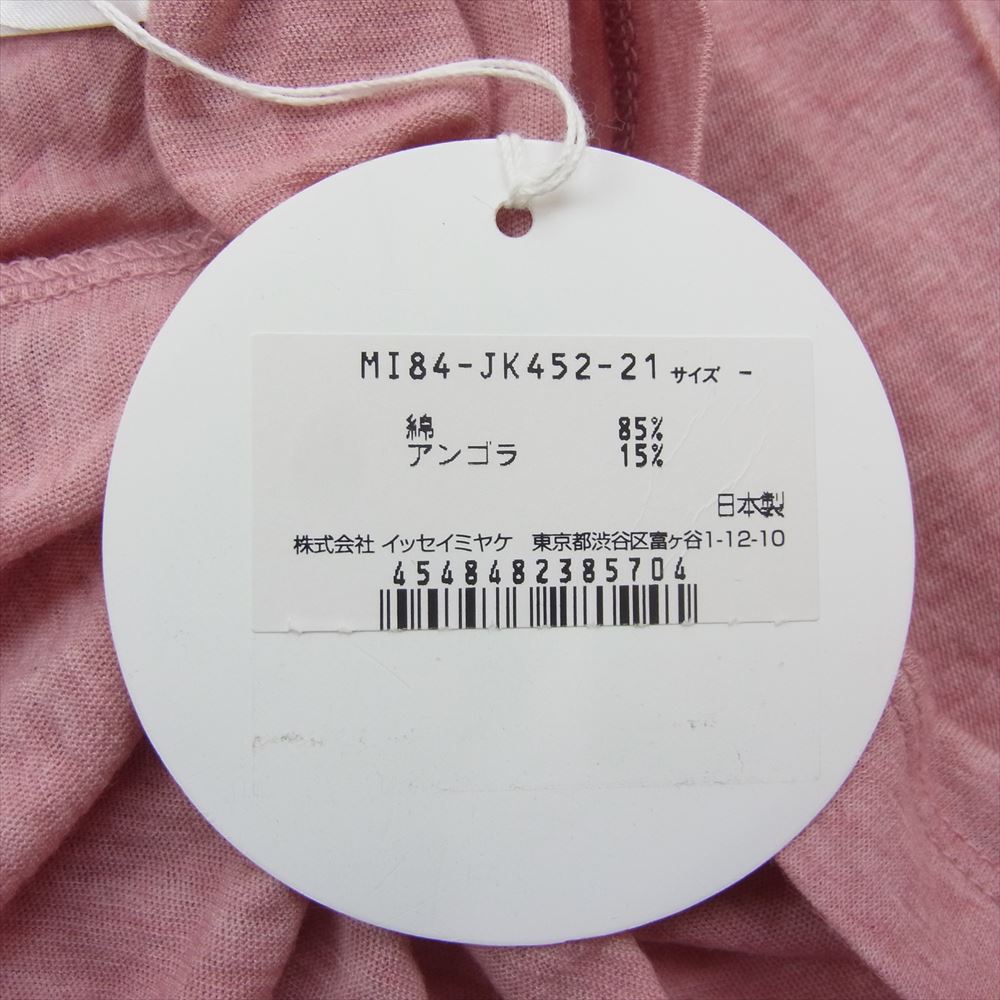 MI84-JK452-21 サイズ -
綿 85%
アンゴラ 15%
日本製
株式会社 イッセイミヤケ 東京都渋谷区富ヶ谷1-12-10
4548482385704